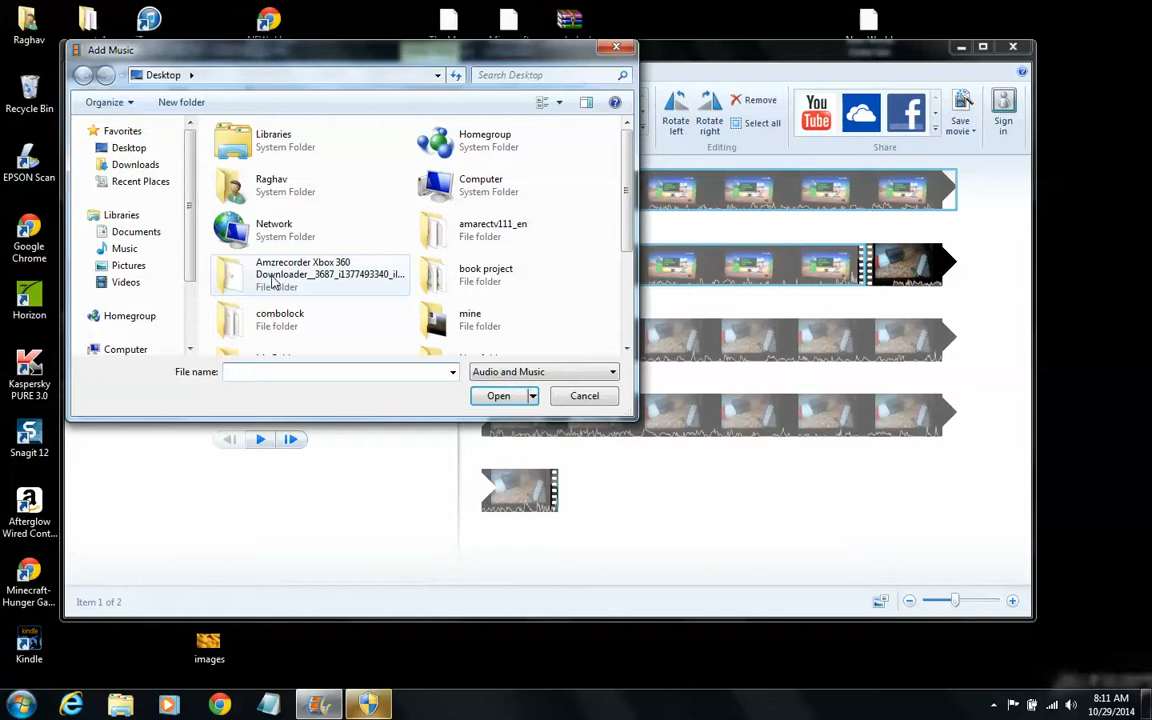 Raghav
Add Music
Desktop
Search Desktop
Organize
New folder
Favorites
Desktop
Downloads
Recent Places
Libraries
Documents
Music
Pictures
Videos
Homegroup
Computer
Libraries
System Folder
Homegroup
System Folder
Raghav
System Folder
Computer
System Folder
Network
System Folder
amarectv111_en
File folder
Amzrecorder Xbox 360
Downloader__3687_i1377493340_il...
File folder
book project
File folder
combolock
File folder
mine
File folder
File name:
Audio and Music
Open
Cancel
Rotate
left
Rotate
right
Remove
Select all
Editing
You
Tube
Share
Save
movie
Sign
in
Recycle Bin
EPSON Scan
Google
Chrome
Horizon
Kaspersky
PURE 3.0
Snagit 12
Afterglow
Wired Cont...
Minecraft-
Hunger Ga...
kindle
Kindle
images
Item 1 of 2
8:11 AM
10/29/2014